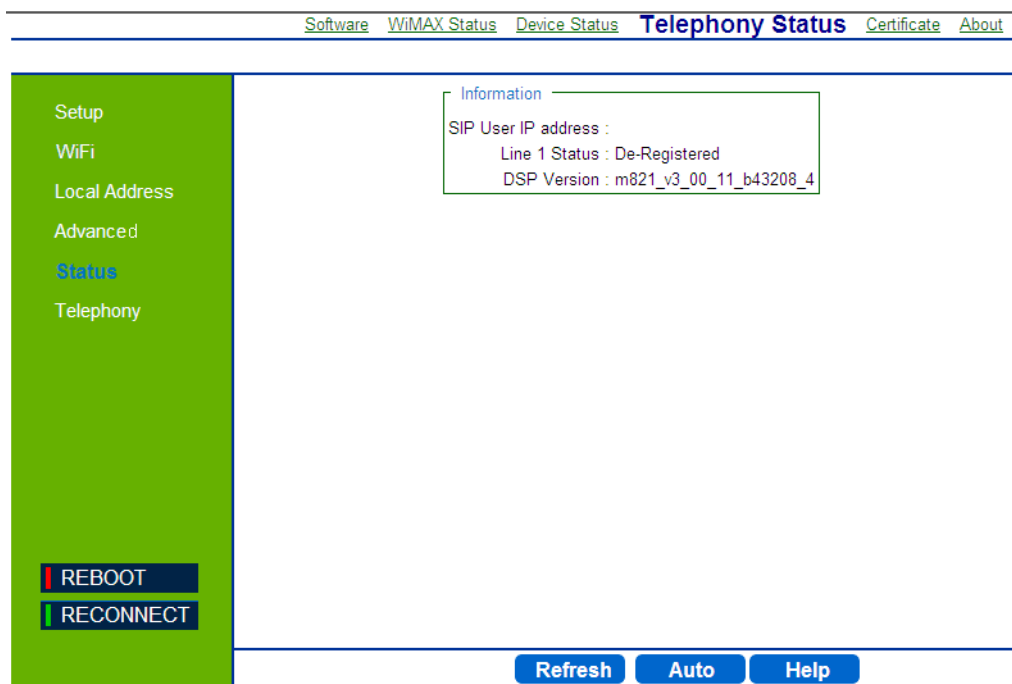 Software WiMAX Status Device Status Telephony Status Certificate About
Setup
WiFi
Local Address
Advanced
Status
Telephony
REBOOT
RECONNECT
Information
SIP User IP address :
Line 1 Status : De-Registered
DSP Version : m821_v3_00_11_b43208_4
Refresh Auto Help